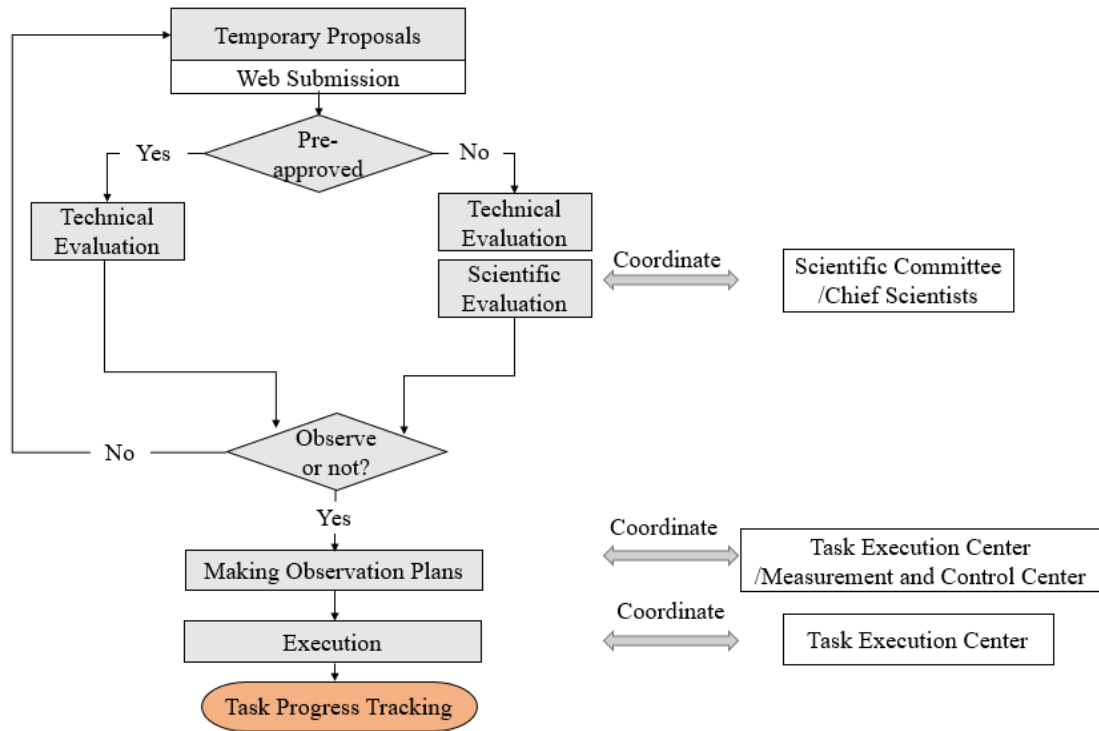 Temporary Proposals
Web Submission
Pre-
approved
Yes
No
Technical
Evaluation
Technical
Evaluation
Scientific
Evaluation
Coordinate
Scientific Committee
/Chief Scientists
Observe
or not?
No
Yes
Making Observation Plans
Coordinate
Task Execution Center
/Measurement and Control Center
Execution
Coordinate
Task Execution Center
Task Progress Tracking